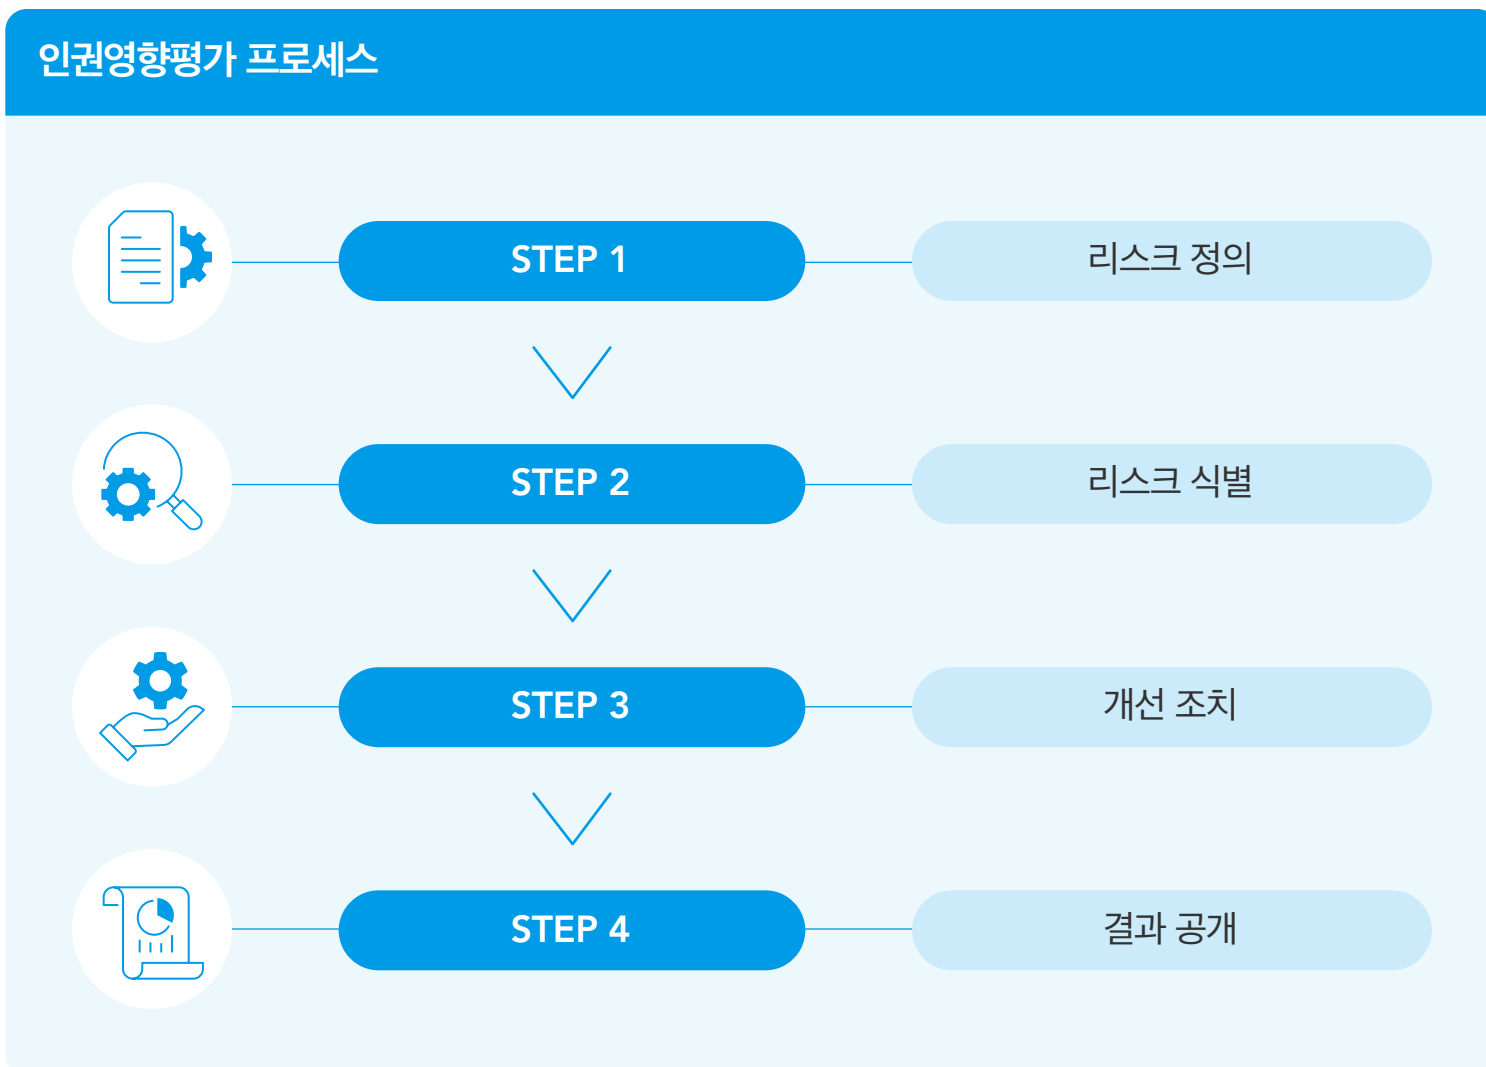 인권영향평가 프로세스
STEP 1
리스크 정의
STEP 2
리스크 식별
STEP 3
개선 조치
STEP 4
결과 공개